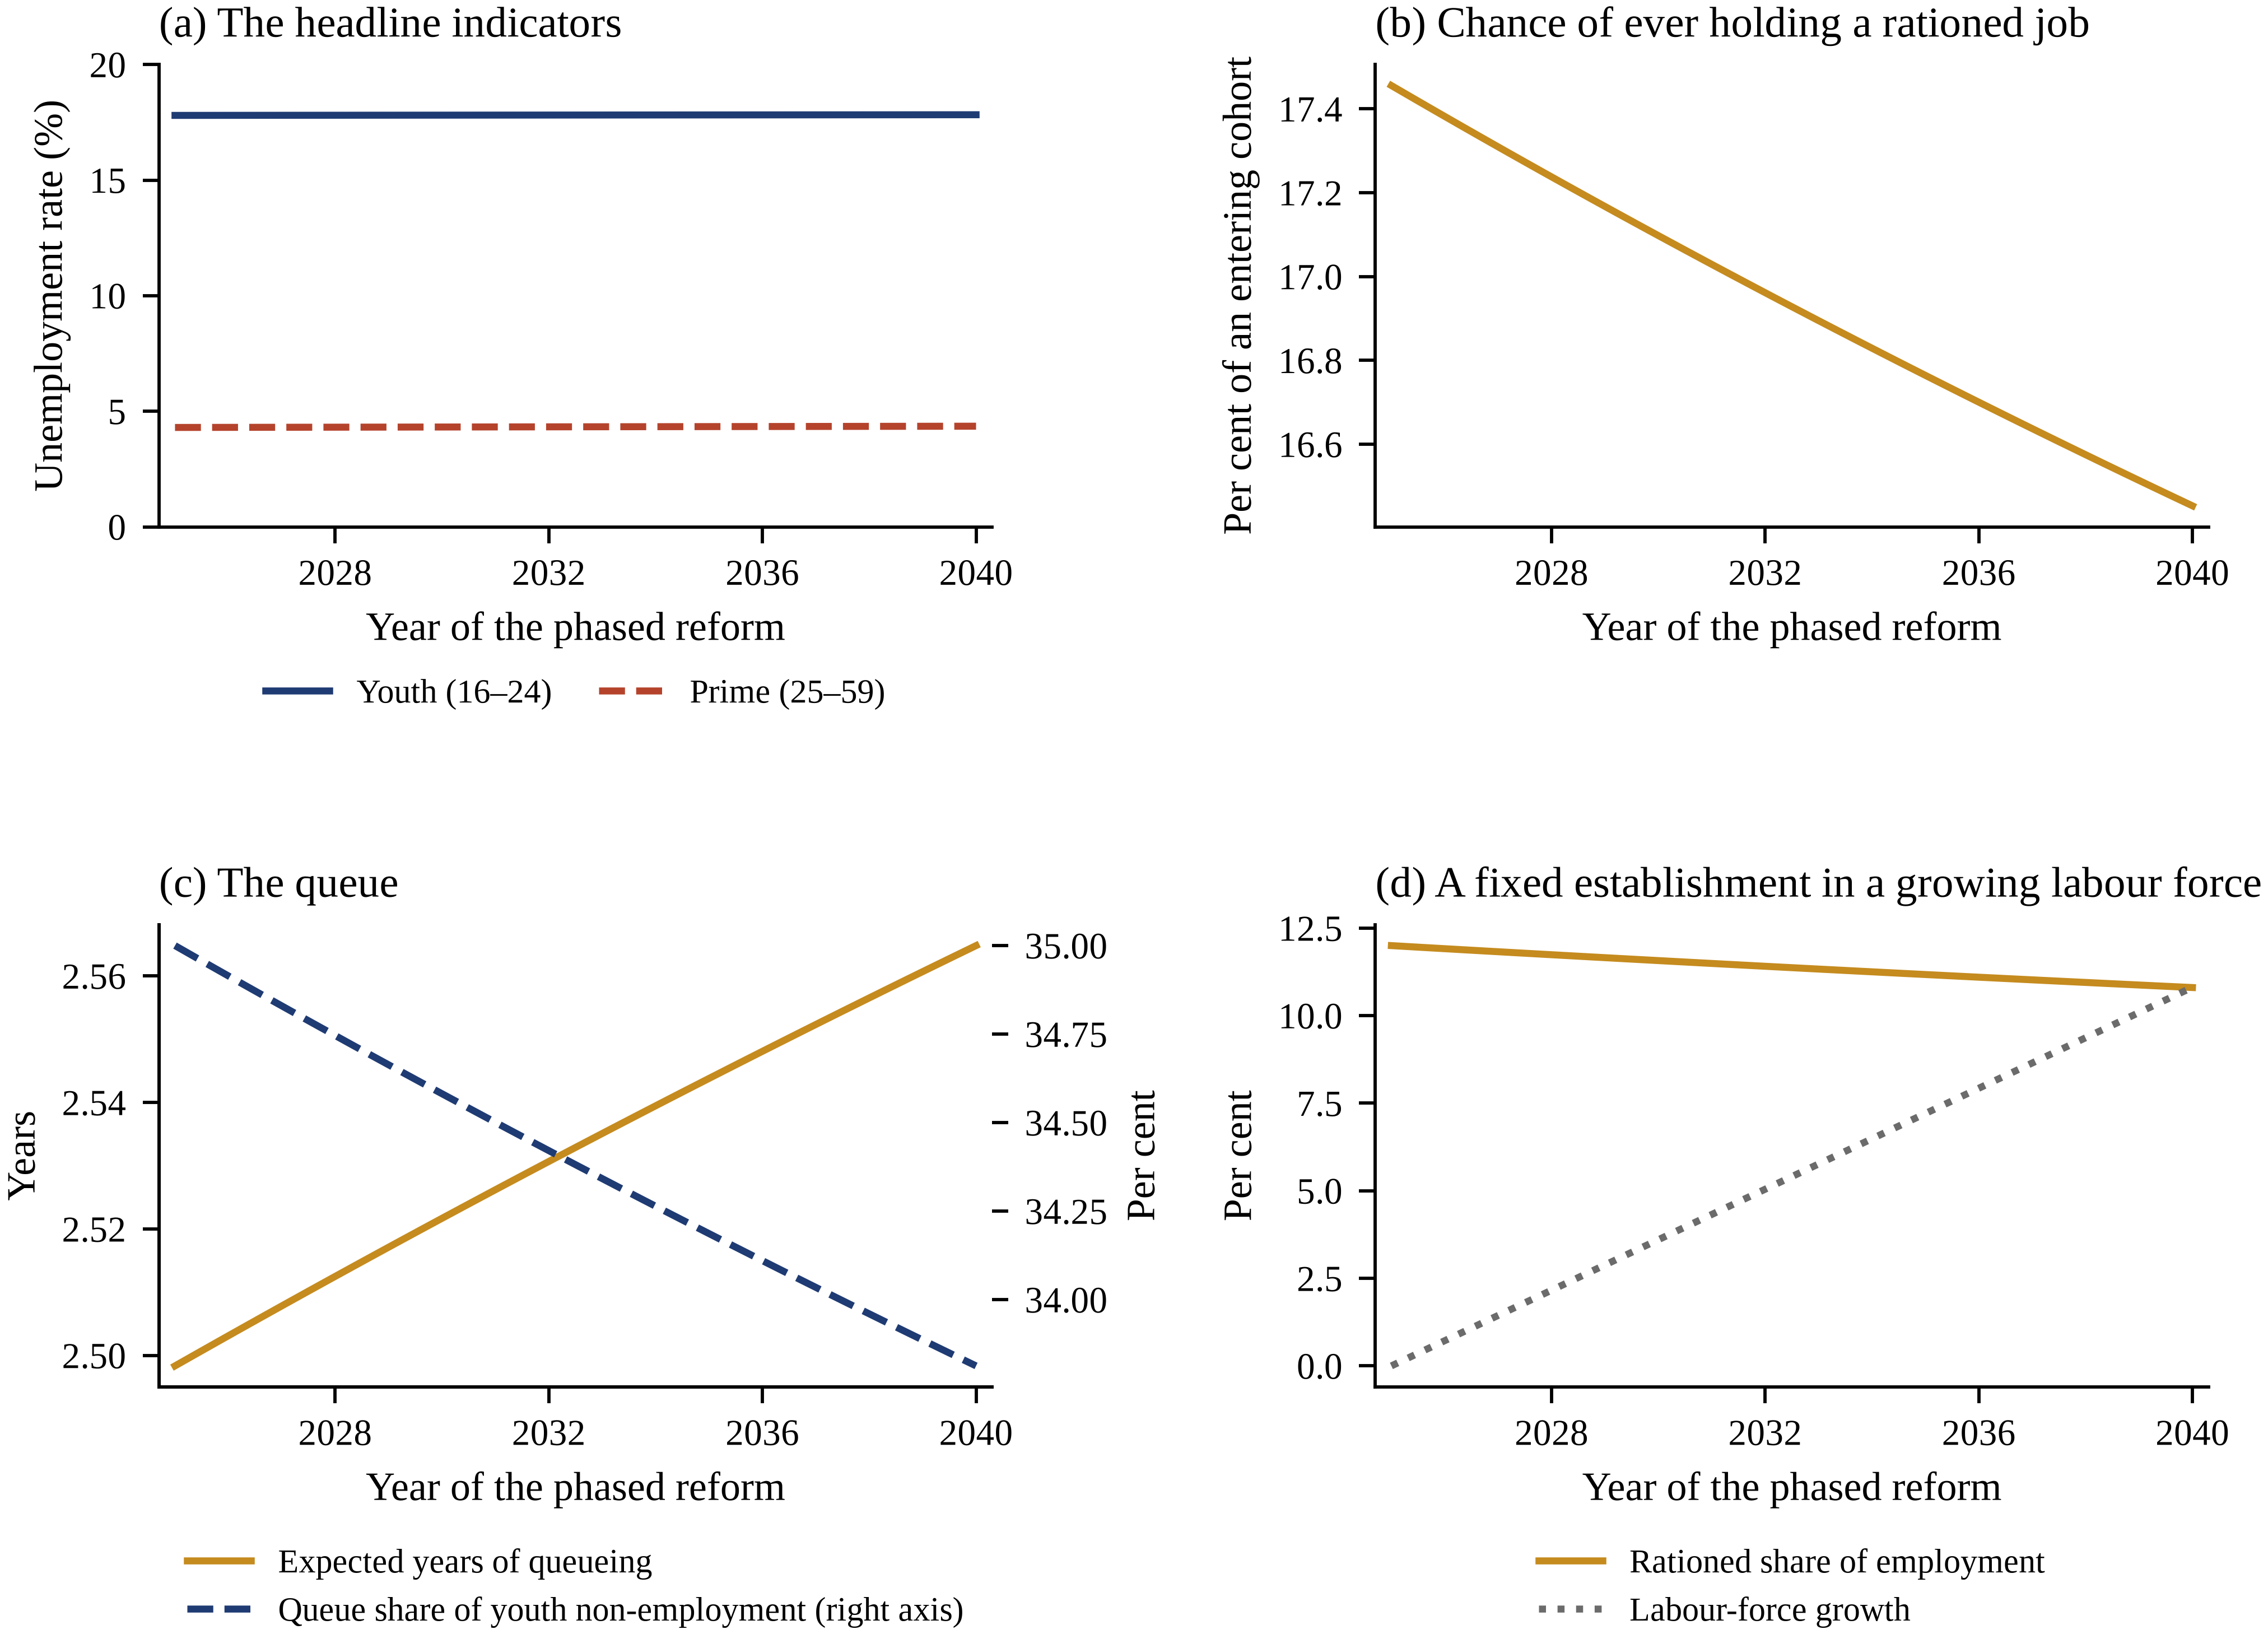 (a) The headline indicators
Unemployment rate (%)
20
15
10
5
0
2028 2032 2036 2040
Year of the phased reform
Youth (16–24) Prime (25–59)
(b) Chance of ever holding a rationed job
Per cent of an entering cohort
17.4
17.2
17.0
16.8
16.6
2028 2032 2036 2040
Year of the phased reform
(c) The queue
Years
2.56
2.54
2.52
2.50
35.00
34.75
34.50
34.25
34.00
Per cent
2028 2032 2036 2040
Year of the phased reform
Expected years of queueing
Queue share of youth non-employment (right axis)
(d) A fixed establishment in a growing labour force
Per cent
12.5
10.0
7.5
5.0
2.5
0.0
2028 2032 2036 2040
Year of the phased reform
Rationed share of employment
Labour-force growth